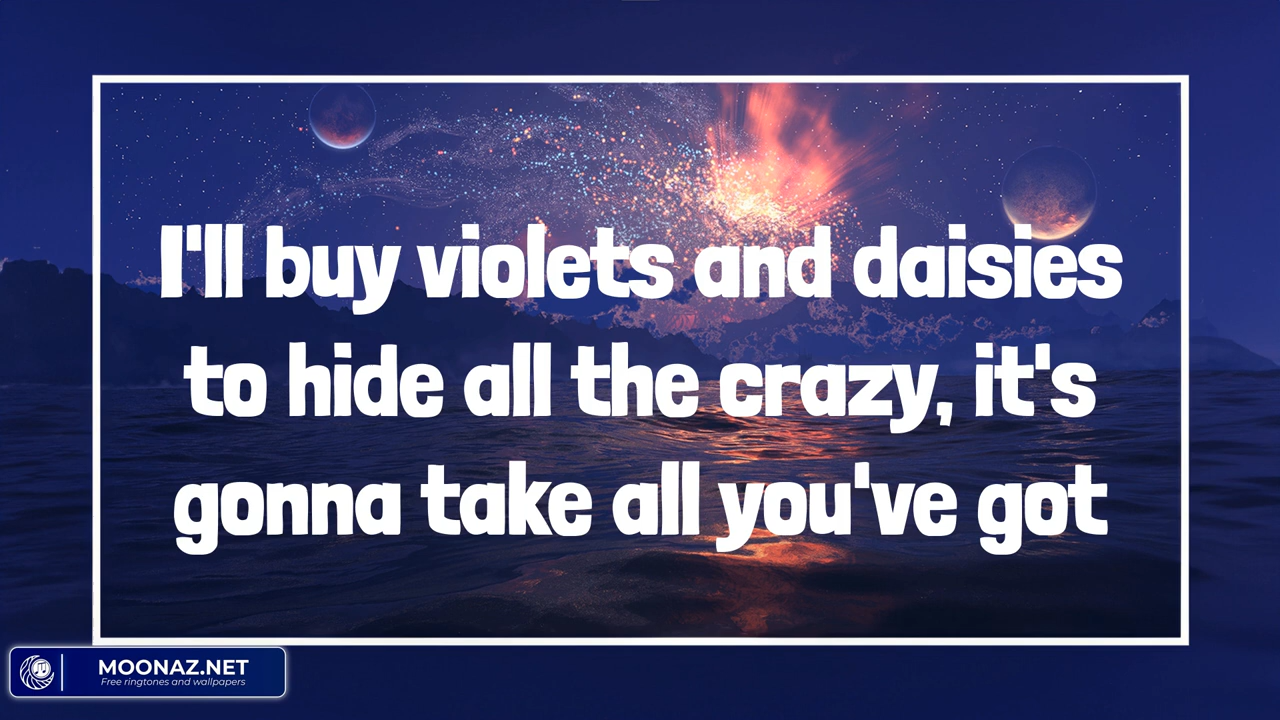 I'll buy violets and daisies
to hide all the crazy, it's
gonna take all you've got
MOONAZ.NET
Free ringtones and wallpapers